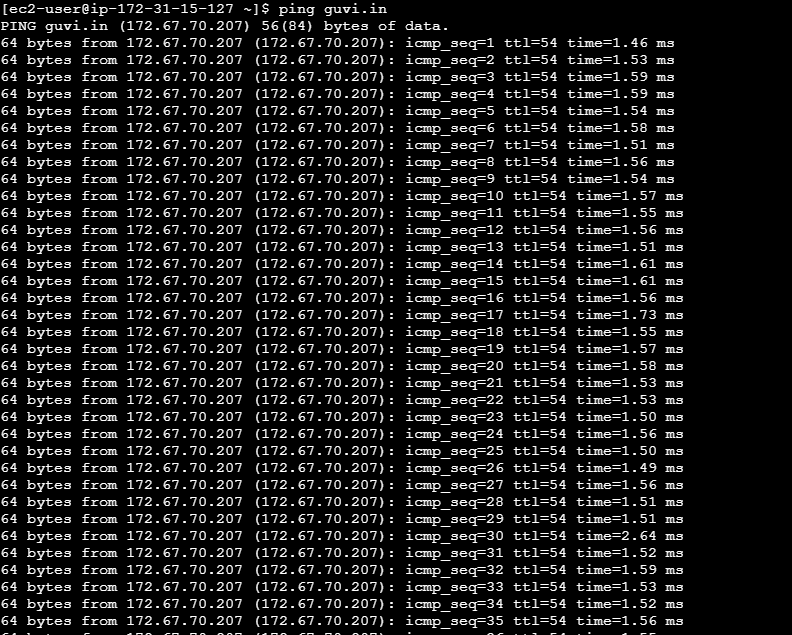 [ec2-user@ip-172-31-15-127 ~]$ ping guvi.in
PING guvi.in (172.67.70.207) 56(84) bytes of data.
64 bytes from 172.67.70.207 (172.67.70.207): icmp_seq=1 ttl=54 time=1.46 ms
64 bytes from 172.67.70.207 (172.67.70.207): icmp_seq=2 ttl=54 time=1.53 ms
64 bytes from 172.67.70.207 (172.67.70.207): icmp_seq=3 ttl=54 time=1.59 ms
64 bytes from 172.67.70.207 (172.67.70.207): icmp_seq=4 ttl=54 time=1.59 ms
64 bytes from 172.67.70.207 (172.67.70.207): icmp_seq=5 ttl=54 time=1.54 ms
64 bytes from 172.67.70.207 (172.67.70.207): icmp_seq=6 ttl=54 time=1.58 ms
64 bytes from 172.67.70.207 (172.67.70.207): icmp_seq=7 ttl=54 time=1.51 ms
64 bytes from 172.67.70.207 (172.67.70.207): icmp_seq=8 ttl=54 time=1.56 ms
64 bytes from 172.67.70.207 (172.67.70.207): icmp_seq=9 ttl=54 time=1.54 ms
64 bytes from 172.67.70.207 (172.67.70.207): icmp_seq=10 ttl=54 time=1.57 ms
64 bytes from 172.67.70.207 (172.67.70.207): icmp_seq=11 ttl=54 time=1.55 ms
64 bytes from 172.67.70.207 (172.67.70.207): icmp_seq=12 ttl=54 time=1.56 ms
64 bytes from 172.67.70.207 (172.67.70.207): icmp_seq=13 ttl=54 time=1.51 ms
64 bytes from 172.67.70.207 (172.67.70.207): icmp_seq=14 ttl=54 time=1.61 ms
64 bytes from 172.67.70.207 (172.67.70.207): icmp_seq=15 ttl=54 time=1.61 ms
64 bytes from 172.67.70.207 (172.67.70.207): icmp_seq=16 ttl=54 time=1.56 ms
64 bytes from 172.67.70.207 (172.67.70.207): icmp_seq=17 ttl=54 time=1.73 ms
64 bytes from 172.67.70.207 (172.67.70.207): icmp_seq=18 ttl=54 time=1.55 ms
64 bytes from 172.67.70.207 (172.67.70.207): icmp_seq=19 ttl=54 time=1.57 ms
64 bytes from 172.67.70.207 (172.67.70.207): icmp_seq=20 ttl=54 time=1.58 ms
64 bytes from 172.67.70.207 (172.67.70.207): icmp_seq=21 ttl=54 time=1.53 ms
64 bytes from 172.67.70.207 (172.67.70.207): icmp_seq=22 ttl=54 time=1.53 ms
64 bytes from 172.67.70.207 (172.67.70.207): icmp_seq=23 ttl=54 time=1.50 ms
64 bytes from 172.67.70.207 (172.67.70.207): icmp_seq=24 ttl=54 time=1.56 ms
64 bytes from 172.67.70.207 (172.67.70.207): icmp_seq=25 ttl=54 time=1.50 ms
64 bytes from 172.67.70.207 (172.67.70.207): icmp_seq=26 ttl=54 time=1.49 ms
64 bytes from 172.67.70.207 (172.67.70.207): icmp_seq=27 ttl=54 time=1.56 ms
64 bytes from 172.67.70.207 (172.67.70.207): icmp_seq=28 ttl=54 time=1.51 ms
64 bytes from 172.67.70.207 (172.67.70.207): icmp_seq=29 ttl=54 time=1.51 ms
64 bytes from 172.67.70.207 (172.67.70.207): icmp_seq=30 ttl=54 time=2.64 ms
64 bytes from 172.67.70.207 (172.67.70.207): icmp_seq=31 ttl=54 time=1.52 ms
64 bytes from 172.67.70.207 (172.67.70.207): icmp_seq=32 ttl=54 time=1.59 ms
64 bytes from 172.67.70.207 (172.67.70.207): icmp_seq=33 ttl=54 time=1.53 ms
64 bytes from 172.67.70.207 (172.67.70.207): icmp_seq=34 ttl=54 time=1.52 ms
64 bytes from 172.67.70.207 (172.67.70.207): icmp_seq=35 ttl=54 time=1.56 ms